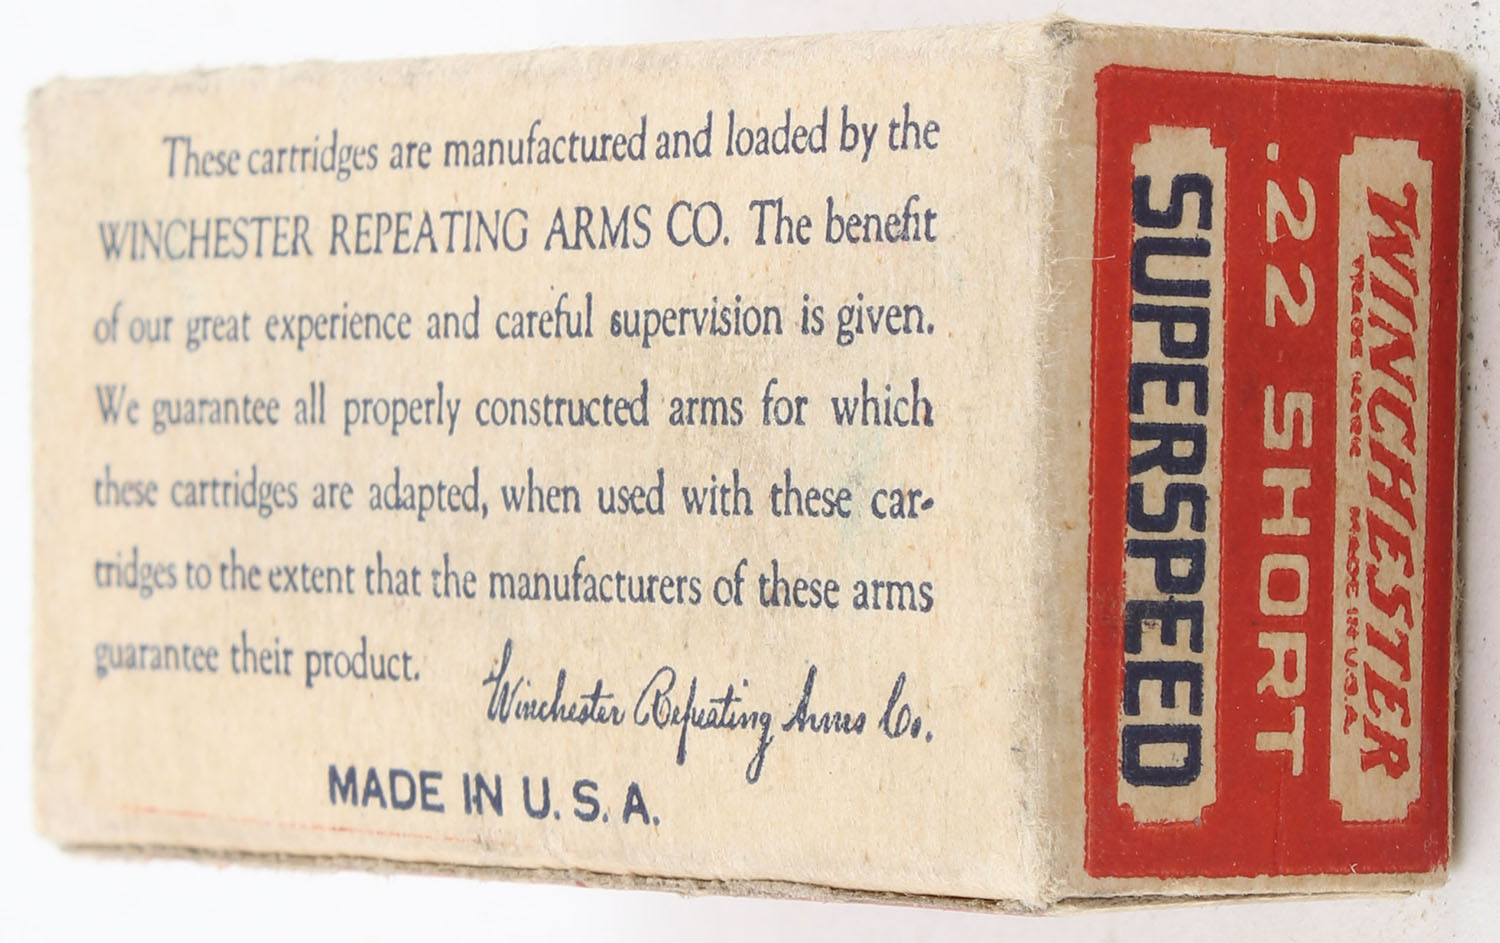 These cartridges are manufactured and loaded by the
WINCHESTER REPEATING ARMS CO. The benefit
of our great experience and careful supervision is given.
We guarantee all properly constructed arms for which
these cartridges are adapted, when used with these car-
tridges to the extent that the manufacturers of these arms
guarantee their product.
Winchester Repeating Arms Co.
MADE IN U.S.A.
WINCHESTER
TRADE MARK MADE IN U.S.A.
.22 SHORT
SUPERSPEED